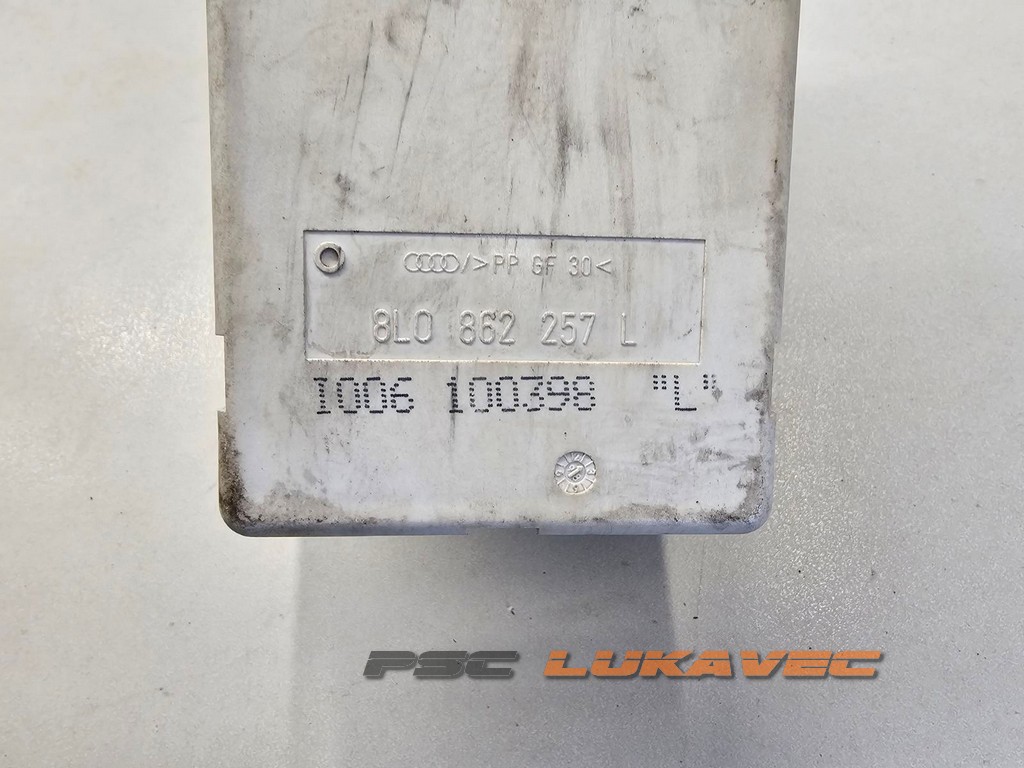 />PP GF 30<
8L0 862 257 L
I006 100398 "L"
PSC LUKAVEC